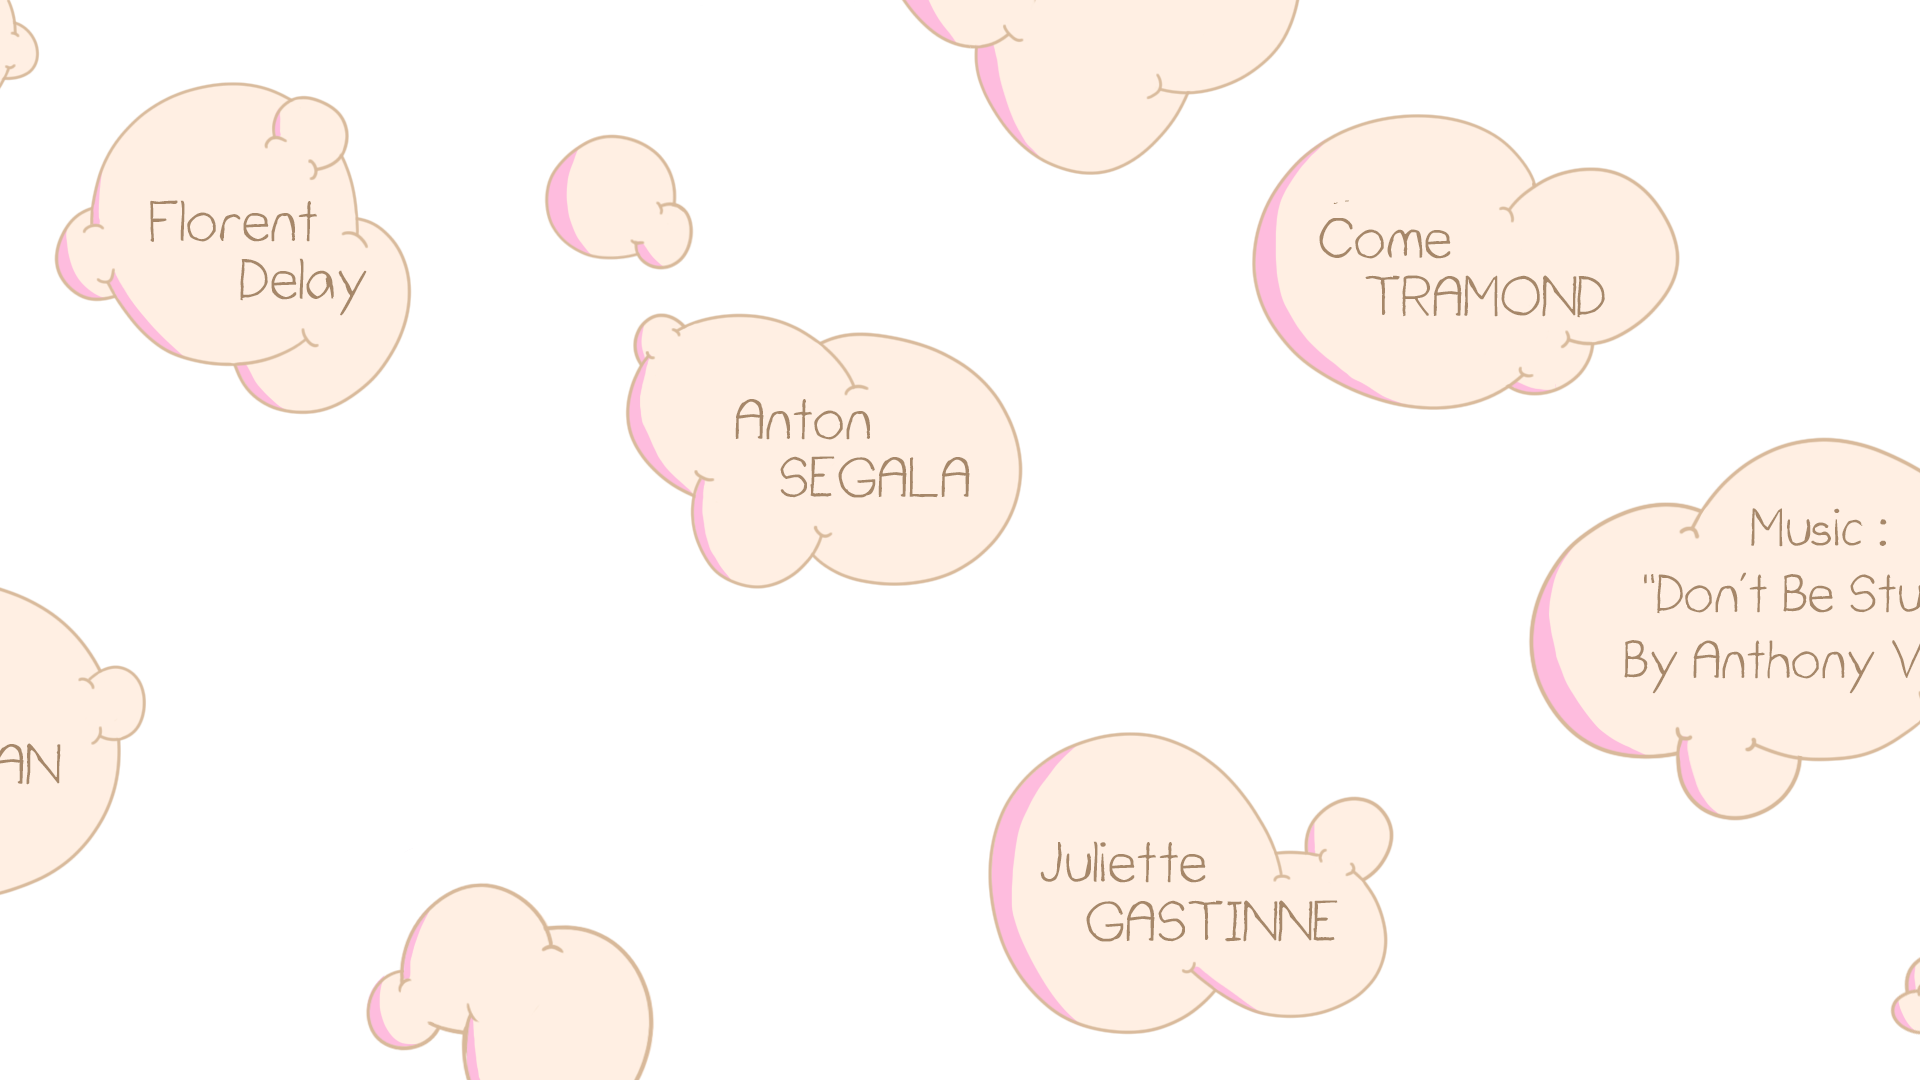 Florent
Delay
Come
TRAMOND
Anton
SEGALA
Music :
"Don't Be Stu
By Anthony V
AN
Juliette
GASTINNE